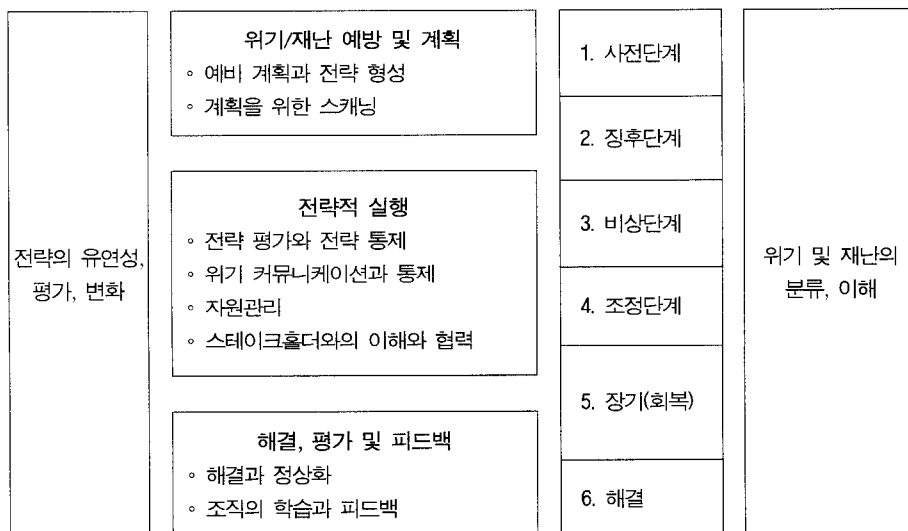 전략의 유연성,
평가, 변화
위기/재난 예방 및 계획
◦ 예비 계획과 전략 형성
◦ 계획을 위한 스캐닝
전략적 실행
◦ 전략 평가와 전략 통제
◦ 위기 커뮤니케이션과 통제
◦ 자원관리
◦ 스테이크홀더와의 이해와 협력
해결, 평가 및 피드백
◦ 해결과 정상화
◦ 조직의 학습과 피드백
1. 사전단계
2. 징후단계
3. 비상단계
4. 조정단계
5. 장기(회복)
6. 해결
위기 및 재난의
분류, 이해